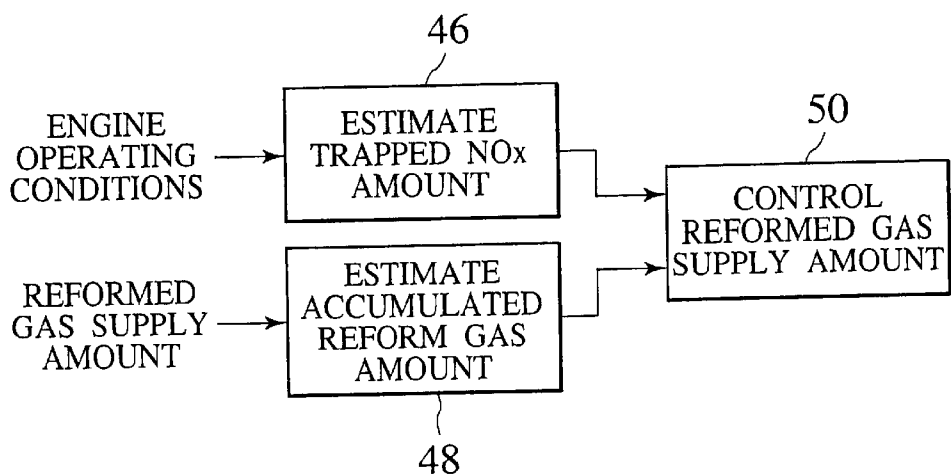 46
ENGINE
OPERATING
CONDITIONS
ESTIMATE
TRAPPED NOx
AMOUNT
50
CONTROL
REFORMED GAS
SUPPLY AMOUNT
REFORMED
GAS SUPPLY
AMOUNT
ESTIMATE
ACCUMULATED
REFORM GAS
AMOUNT
48